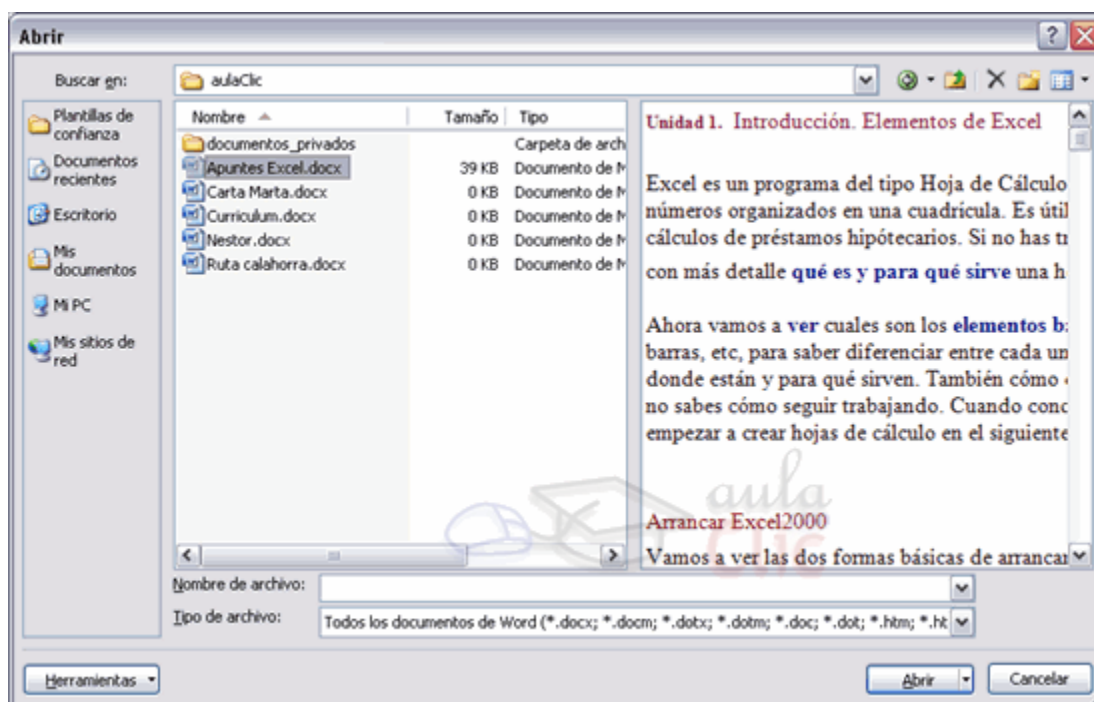 Abrir
Buscar en:
aulaClic
Plantillas de
confianza
Documentos
recientes
Escritorio
Mis
documentos
Mi PC
Mis sitios de
red
Nombre Tamaño Tipo
documentos_privados Carpeta de arch
Apuntes Excel.docx 39 KB Documento de M
Carta Marta.docx 0 KB Documento de M
Curriculum.docx 0 KB Documento de M
Nestor.docx 0 KB Documento de M
Ruta calahorra.docx 0 KB Documento de M
Unidad 1. Introducción. Elementos de Excel
Excel es un programa del tipo Hoja de Cálculo
números organizados en una cuadrícula. Es útil
cálculos de préstamos hipótecarios. Si no has tr
con más detalle qué es y para qué sirve una h
Ahora vamos a ver cuales son los elementos b
barras, etc, para saber diferenciar entre cada un
donde están y para qué sirven. También cómo
no sabes cómo seguir trabajando. Cuando conc
empezar a crear hojas de cálculo en el siguiente
aula
Clic
Arrancar Excel2000
Vamos a ver las dos formas básicas de arrancar
Nombre de archivo:
Tipo de archivo: Todos los documentos de Word (*.docx; *.docm; *.dotx; *.dotm; *.doc; *.dot; *.htm; *.ht
Herramientas
Abrir
Cancelar